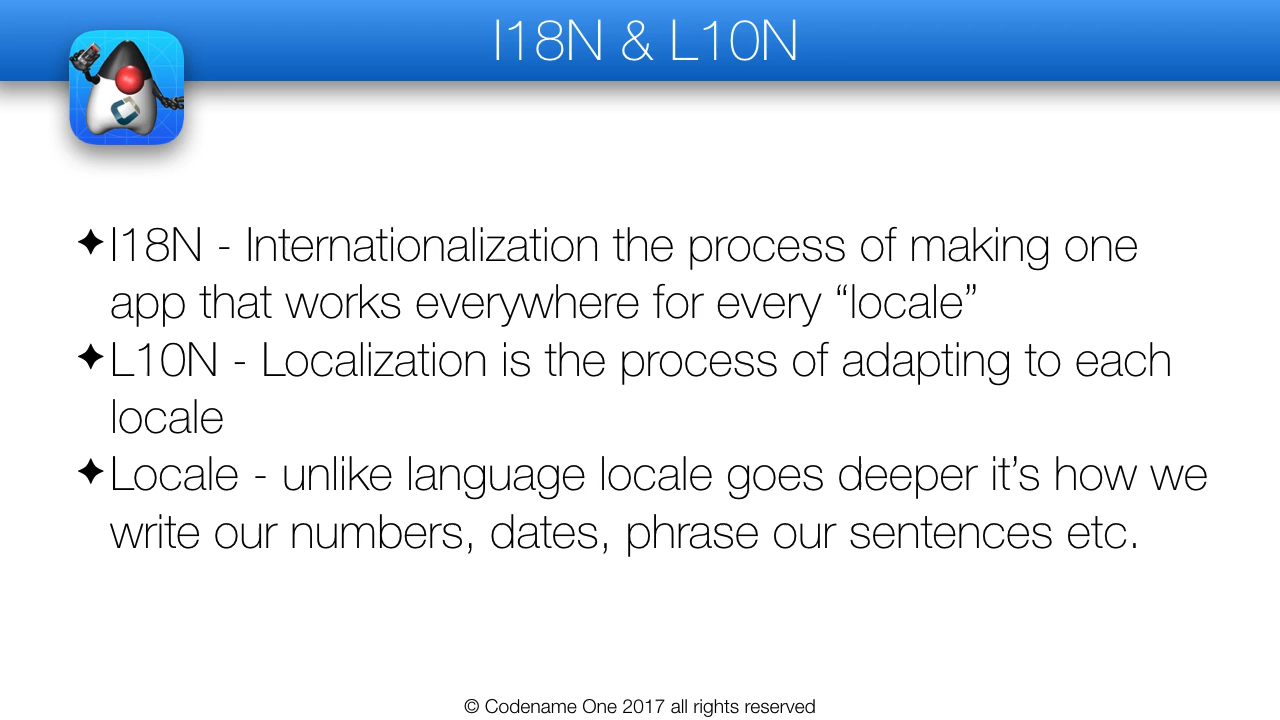 I18N & L10N
✦I18N - Internationalization the process of making one
app that works everywhere for every “locale”
✦L10N - Localization is the process of adapting to each
locale
✦Locale - unlike language locale goes deeper it’s how we
write our numbers, dates, phrase our sentences etc.
© Codename One 2017 all rights reserved